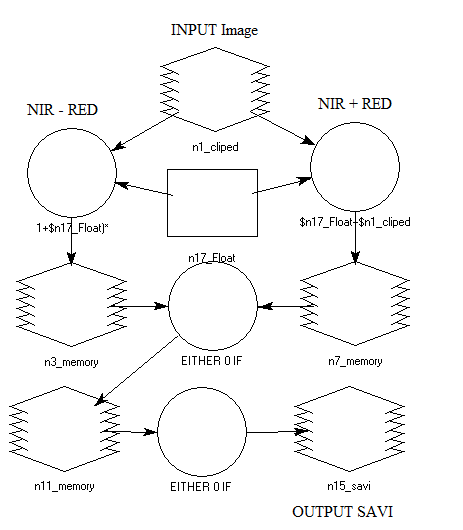 INPUT Image
NIR - RED
NIR + RED
n1_cliped
1+$n17_Float)*
$n17_Float+$n1_cliped
n17_Float
n3_memory
EITHER 0 IF
n7_memory
n11_memory
EITHER 0 IF
n15_savi
OUTPUT SAVI